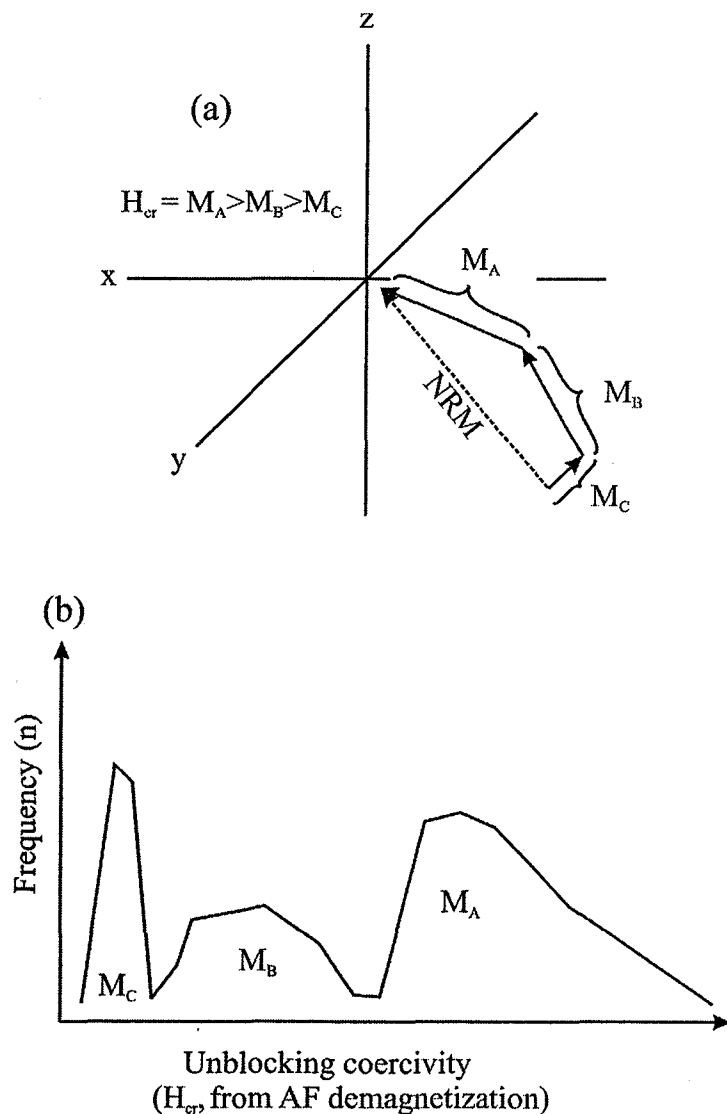 z
(a)
H_cr = M_A>M_B>M_C
x
M_A
NRM
M_B
y
M_C
(b)
Frequency (n)
M_C
M_B
M_A
Unblocking coercivity
(H_cr, from AF demagnetization)